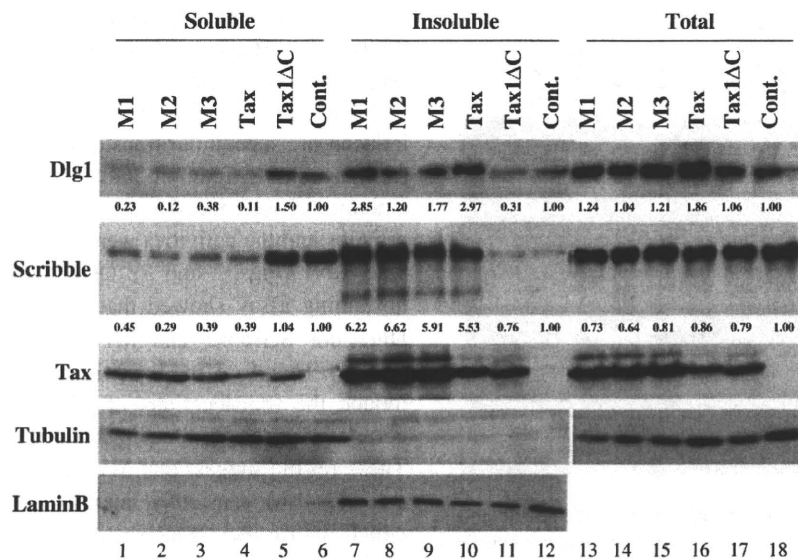 Soluble Insoluble Total
M1 M2 M3 Tax Tax1ΔC Cont. M1 M2 M3 Tax Tax1ΔC Cont. M1 M2 M3 Tax Tax1ΔC Cont.
Dlg1
0.23 0.12 0.38 0.11 1.50 1.00 2.85 1.20 1.77 2.97 0.31 1.00 1.24 1.04 1.21 1.86 1.06 1.00
Scribble
0.45 0.29 0.39 0.39 1.04 1.00 6.22 6.62 5.91 5.53 0.76 1.00 0.73 0.64 0.81 0.86 0.79 1.00
Tax
Tubulin
LaminB
1 2 3 4 5 6 7 8 9 10 11 12 13 14 15 16 17 18